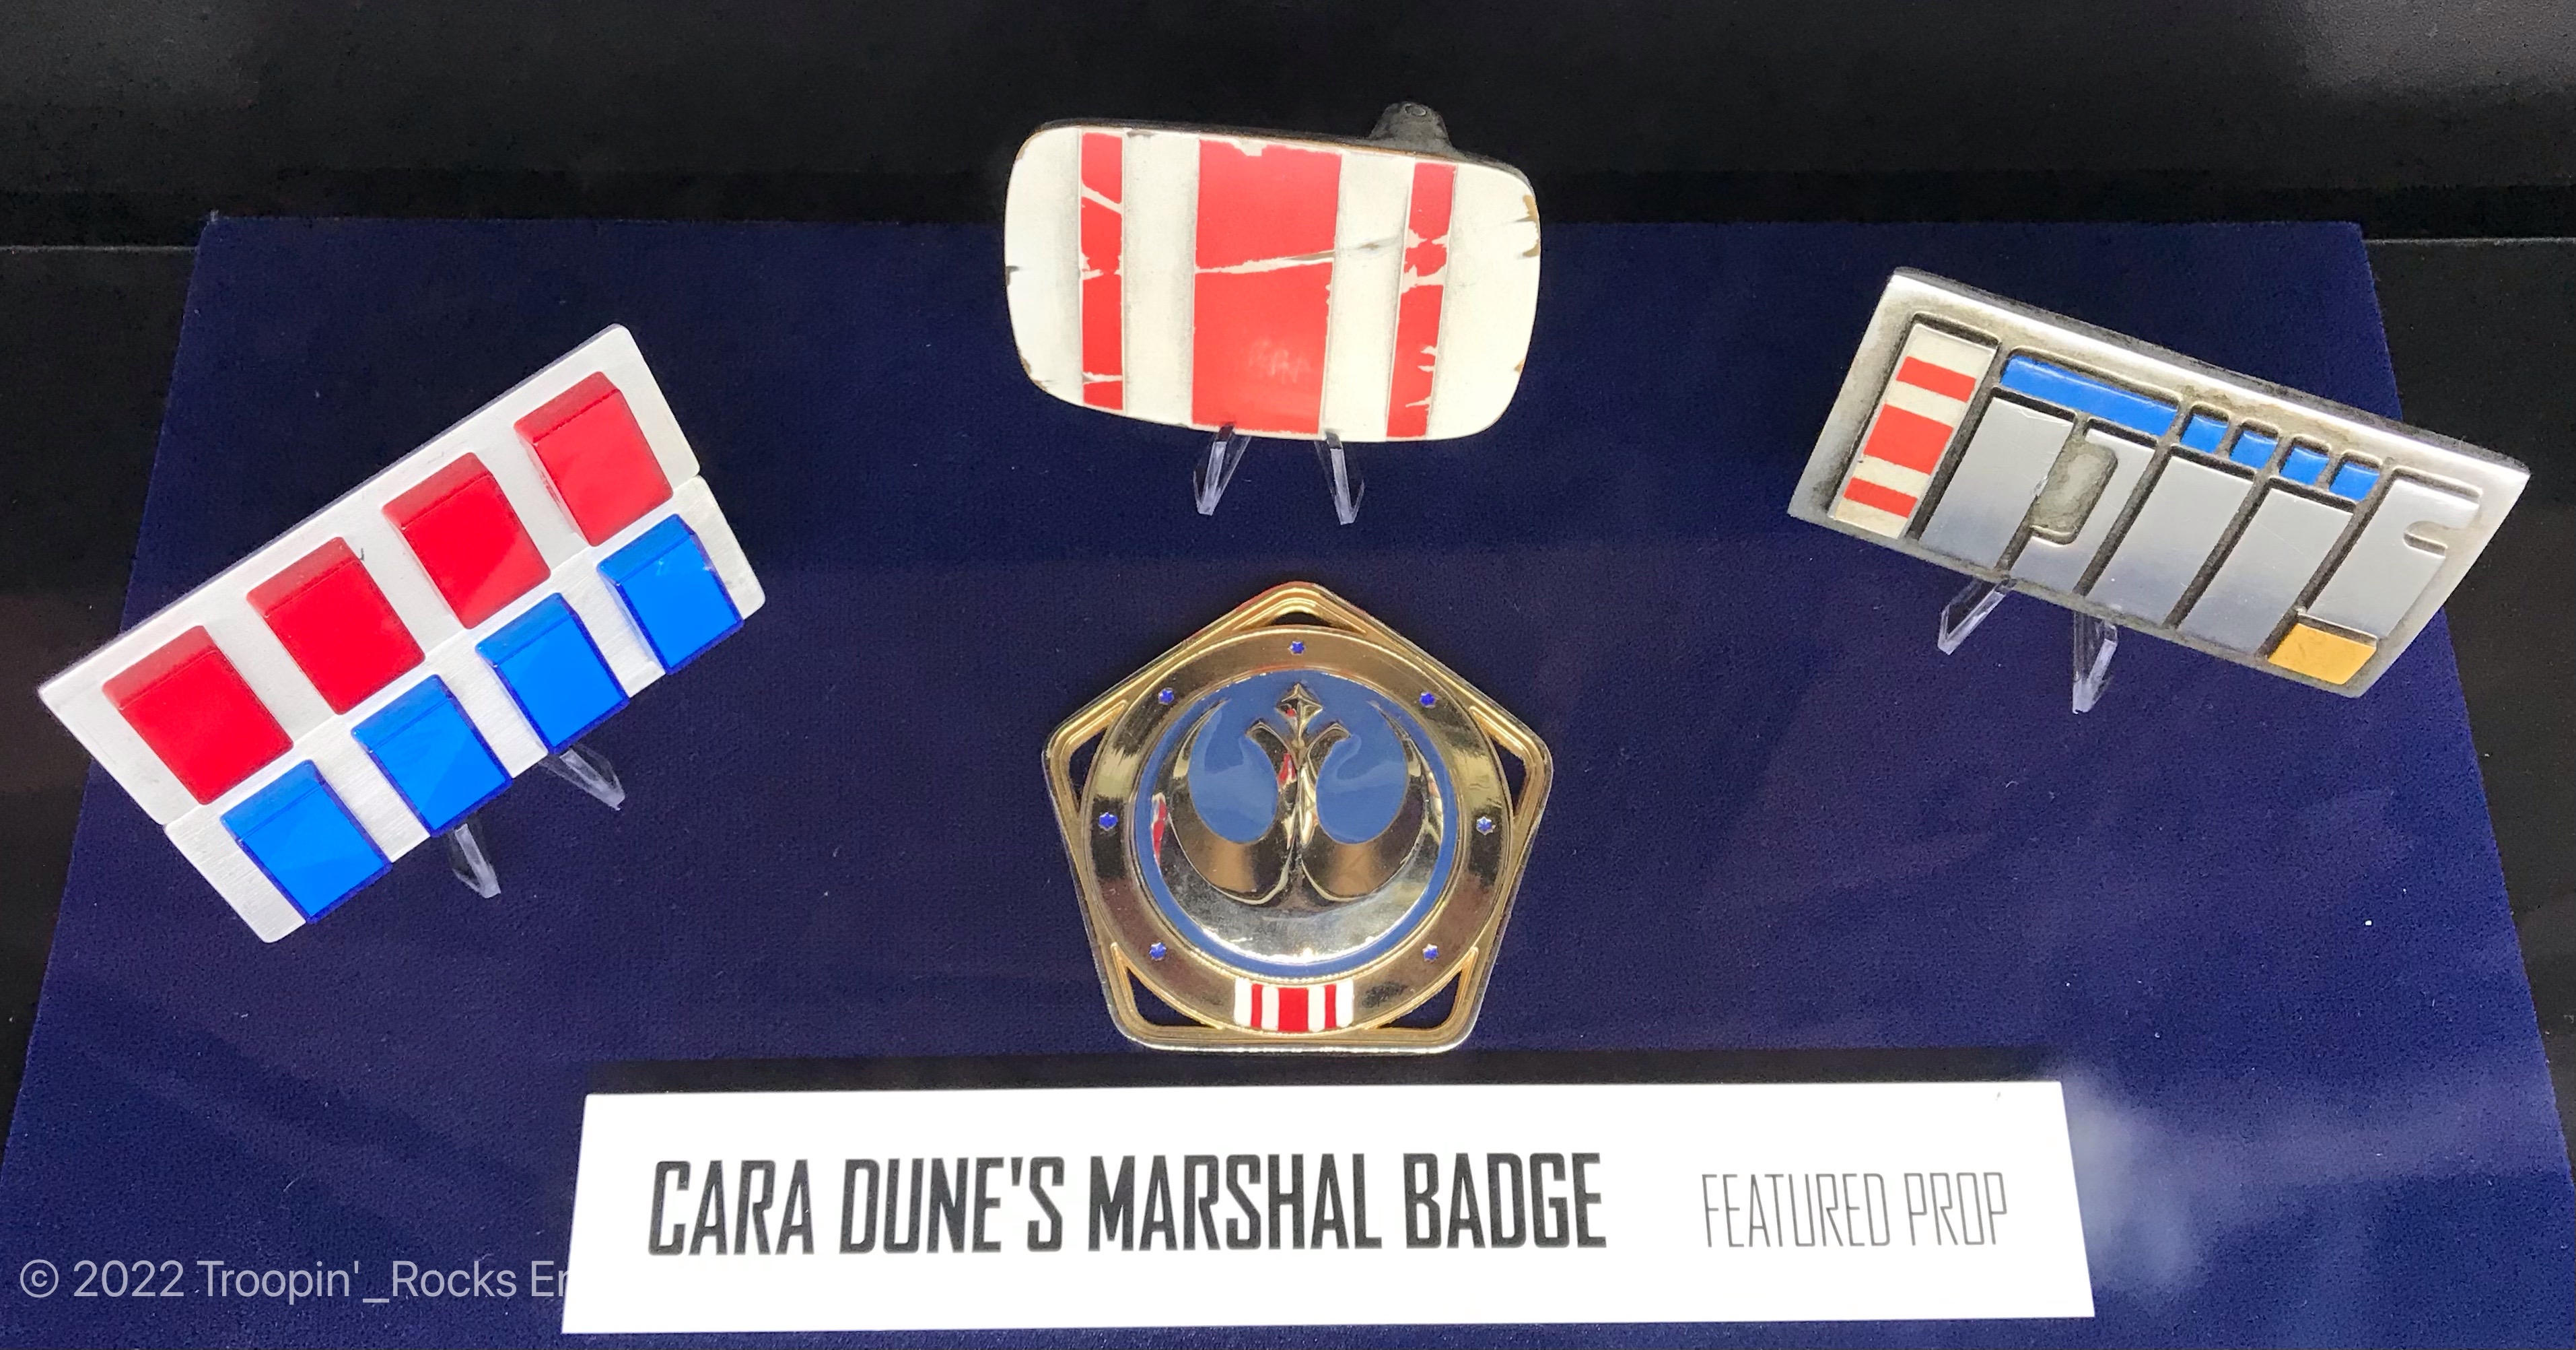 CARA DUNE'S MARSHAL BADGE FEATURED PROP
© 2022 Troopin'_Rocks